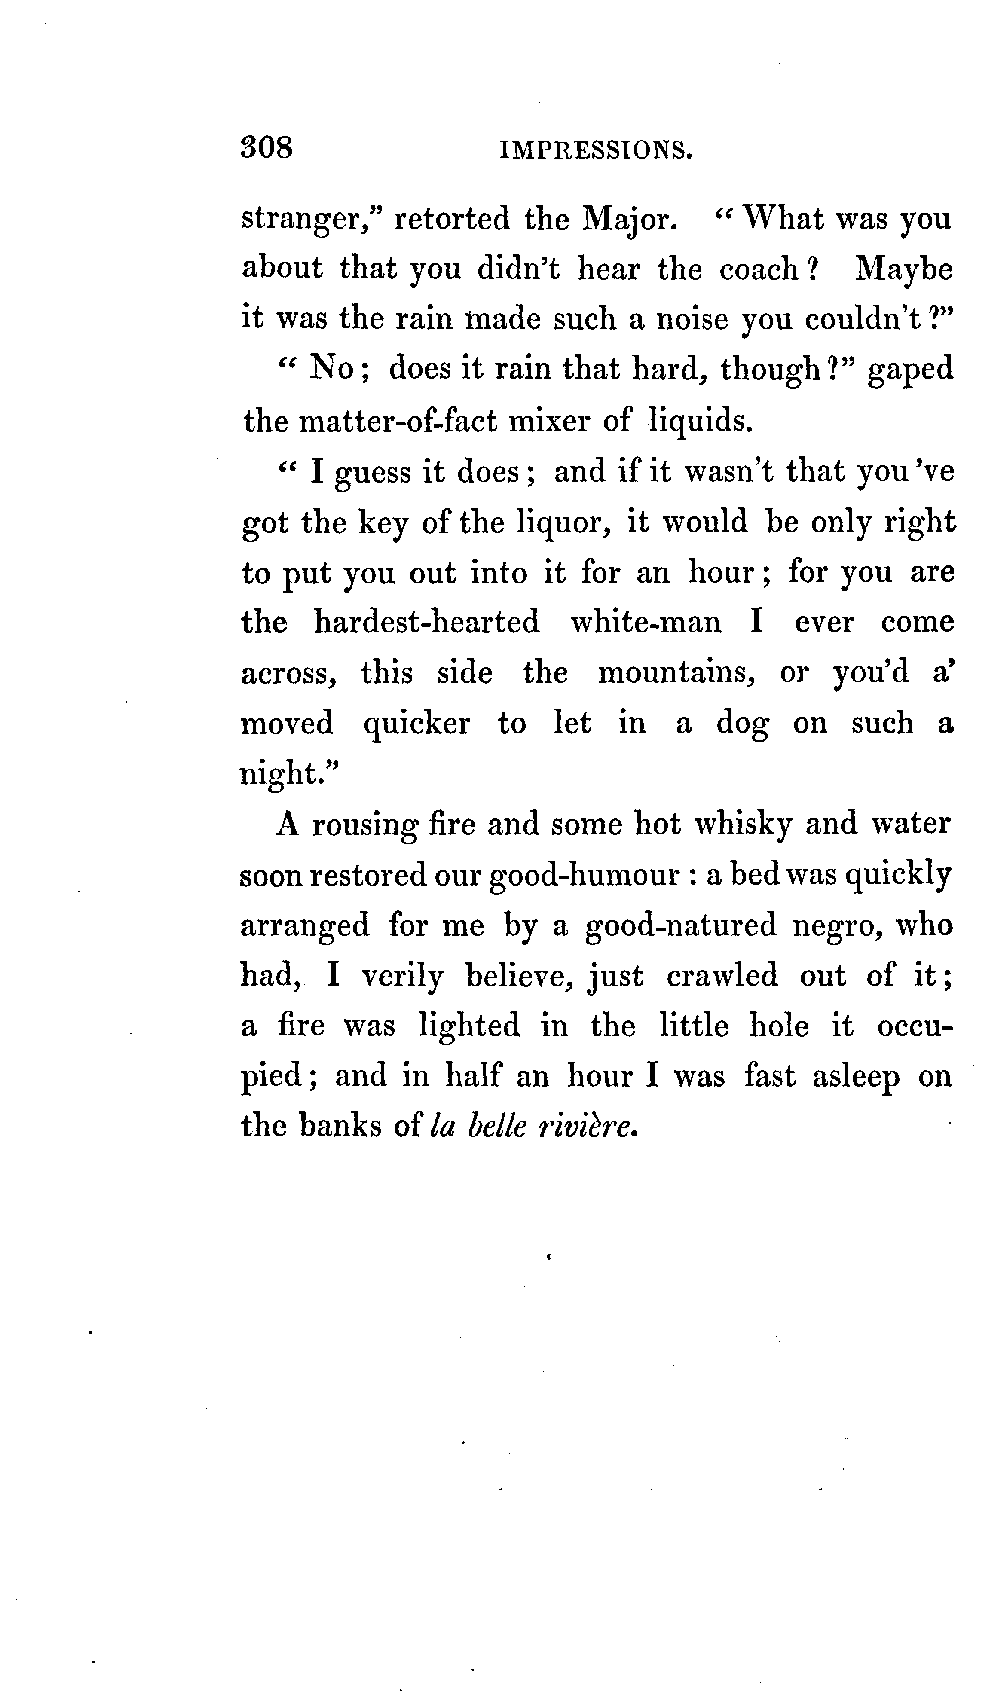 308 IMPRESSIONS.
stranger,” retorted the Major. “ What was you
about that you didn't hear the coach ? Maybe
it was the rain made such a noise you couldn't ?”
“ No ; does it rain that hard, though ?” gaped
the matter-of-fact mixer of liquids.
“ I guess it does ; and if it wasn't that you 've
got the key of the liquor, it would be only right
to put you out into it for an hour ; for you are
the hardest-hearted white-man I ever come
across, this side the mountains, or you'd a'
moved quicker to let in a dog on such a
night.”
A rousing fire and some hot whisky and water
soon restored our good-humour : a bed was quickly
arranged for me by a good-natured negro, who
had, I verily believe, just crawled out of it ;
a fire was lighted in the little hole it occu-
pied ; and in half an hour I was fast asleep on
the banks of la belle rivière.